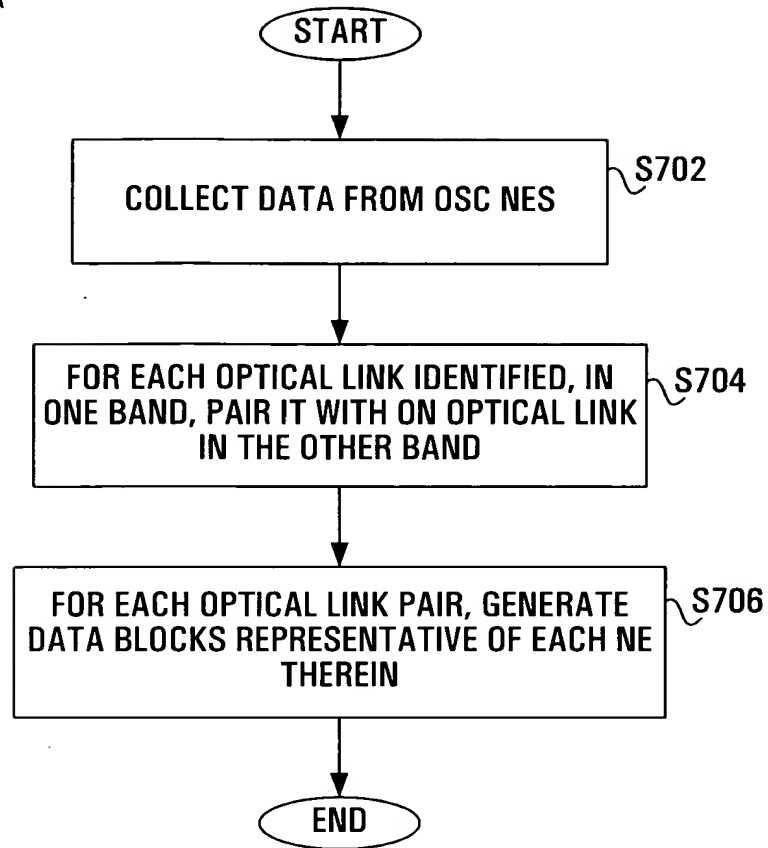 START
COLLECT DATA FROM OSC NES
S702
FOR EACH OPTICAL LINK IDENTIFIED, IN
ONE BAND, PAIR IT WITH ON OPTICAL LINK
IN THE OTHER BAND
S704
FOR EACH OPTICAL LINK PAIR, GENERATE
DATA BLOCKS REPRESENTATIVE OF EACH NE
THEREIN
S706
END